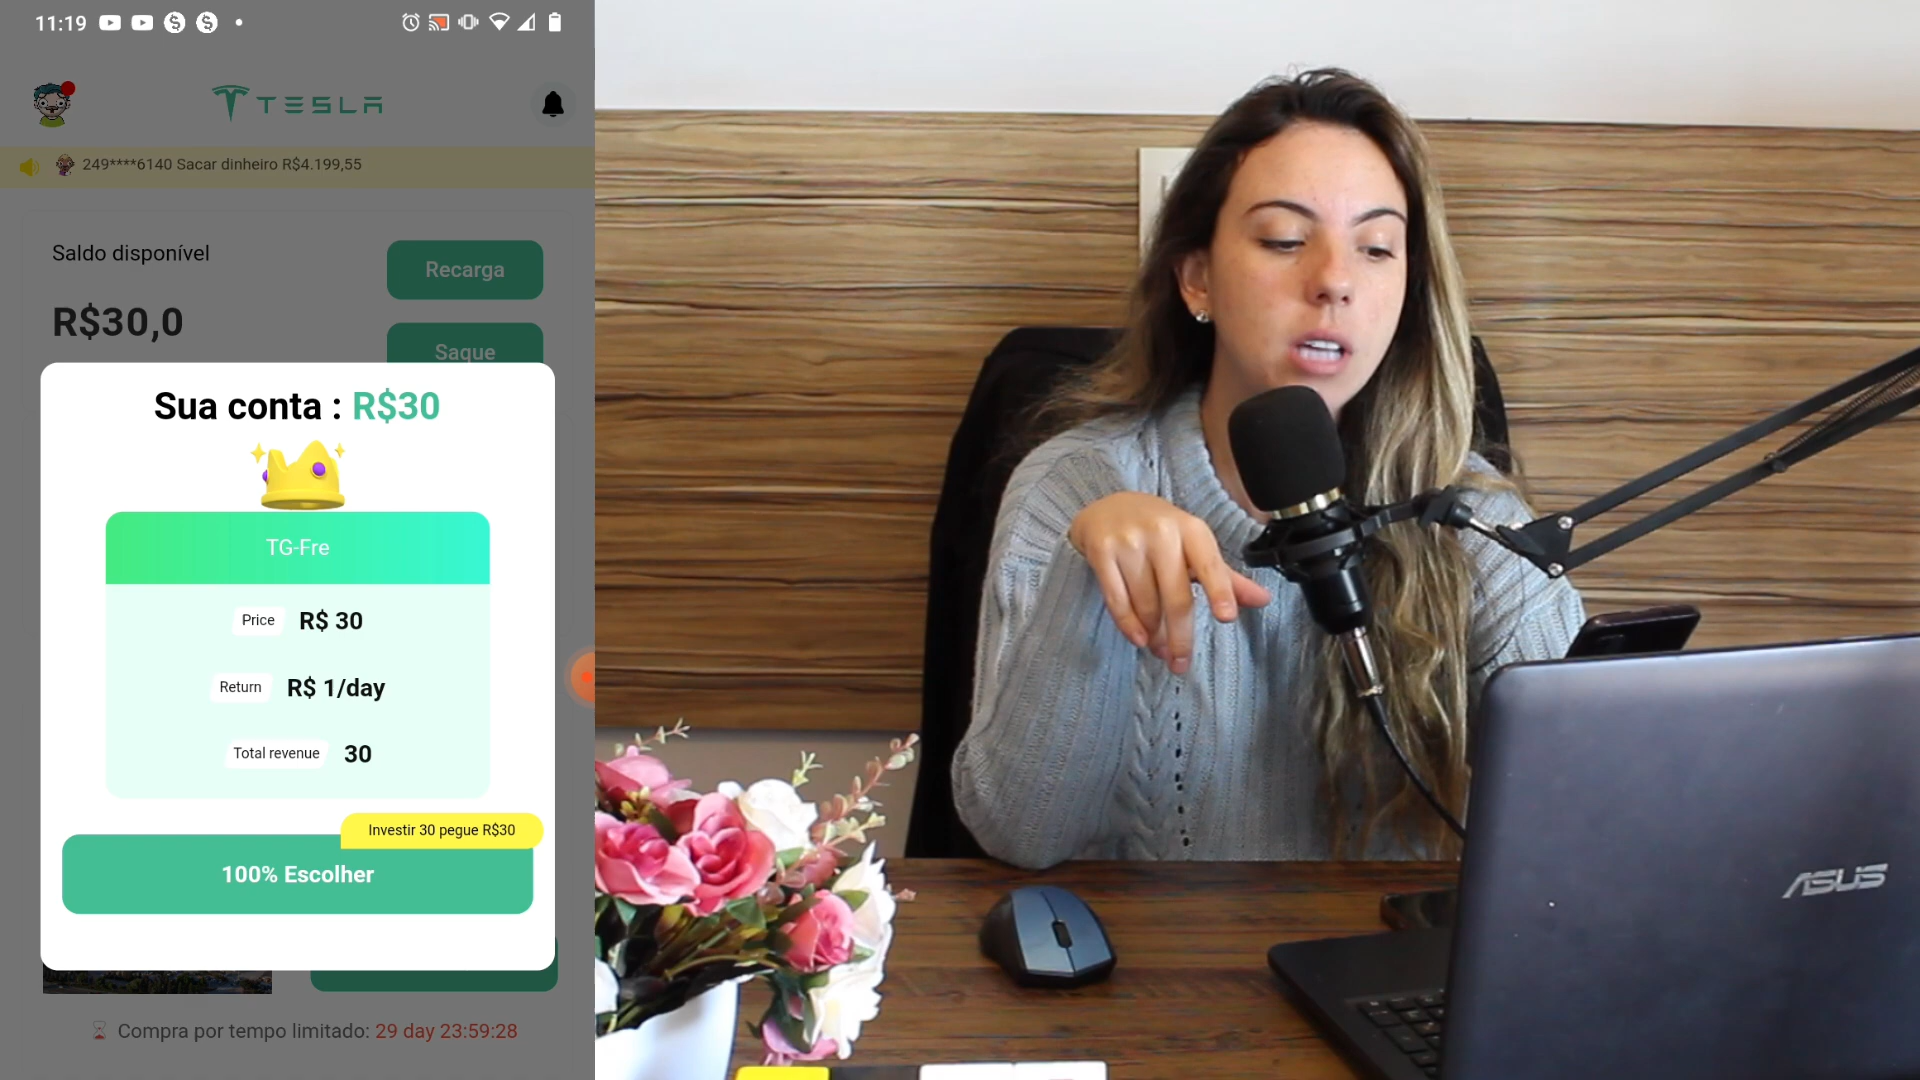 11:19
TESLA
249****6140 Sacar dinheiro R$4.199,55
Saldo disponível
Recarga
R$30,0
Saque
Sua conta : R$30
TG-Fre
Price R$ 30
Return R$ 1/day
Total revenue 30
Investir 30 pegue R$30
100% Escolher
Compra por tempo limitado: 29 day 23:59:28
ASUS